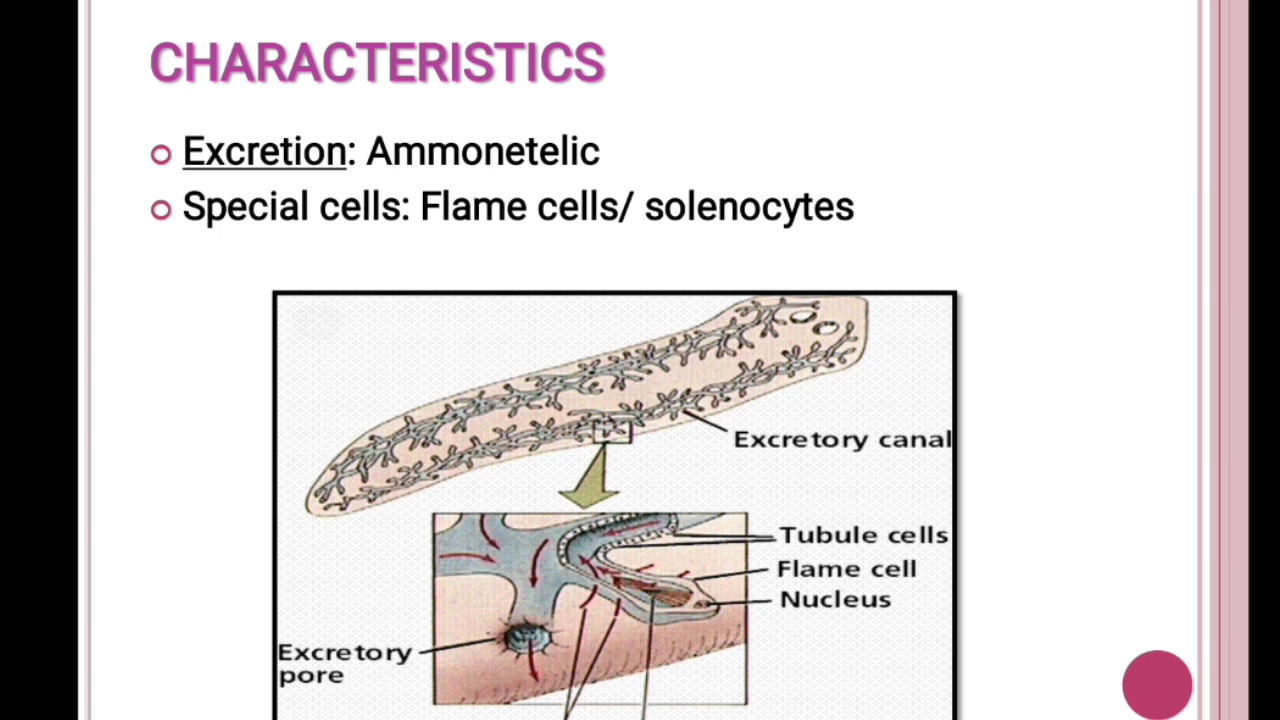 CHARACTERISTICS
Excretion: Ammonetelic
Special cells: Flame cells/ solenocytes
Excretory canal
Tubule cells
Flame cell
Nucleus
Excretory
pore